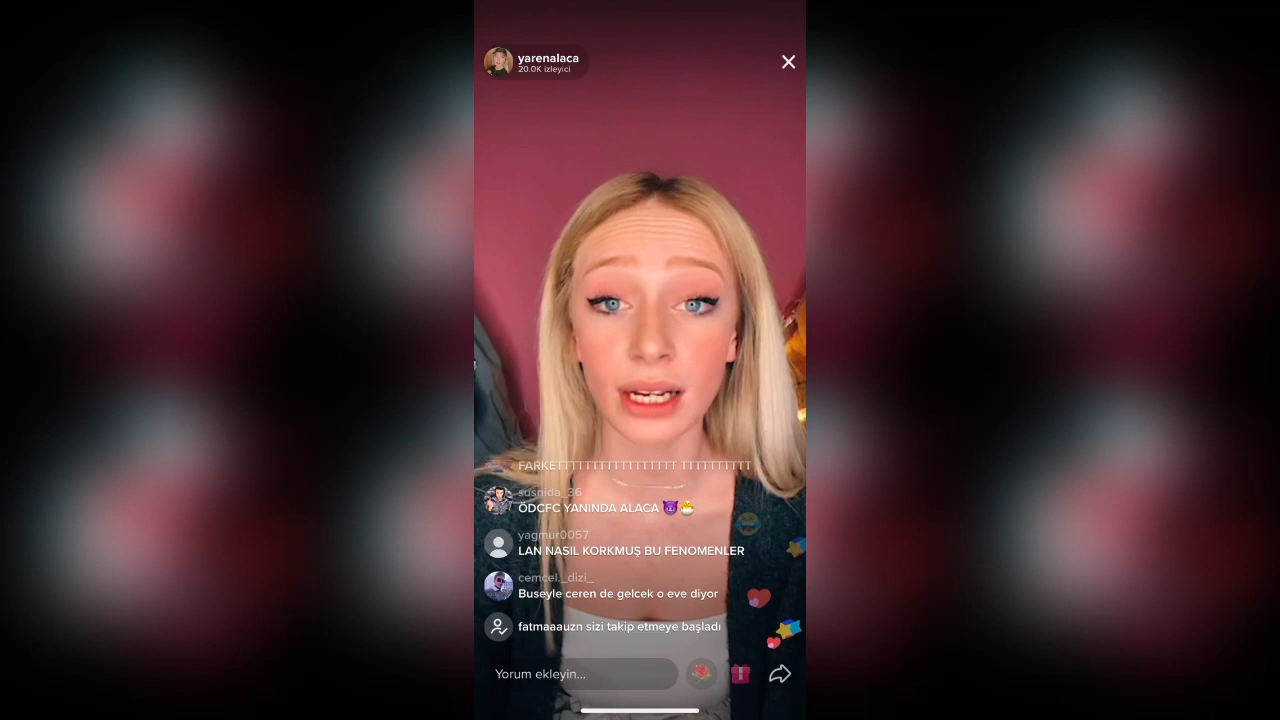 yarenalaca
20.0K izleyici
FARKETTTTTTTTTTTTTTTTT TTTTTTTTTT
susnida_36
ÖDCFC YANINDA ALACA 😈😷
yagmur0057
LAN NASIL KORKMUŞ BU FENOMENLER
cemcel._dizi_
Buseyle ceren de gelcek o eve diyor
fatmaaauzn sizi takip etmeye başladı
Yorum ekleyin...